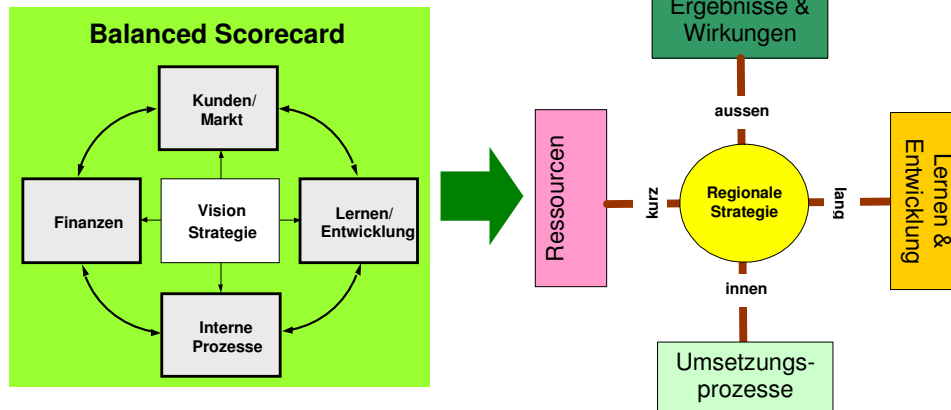 Balanced Scorecard
Kunden/
Markt
Finanzen
Vision
Strategie
Lernen/
Entwicklung
Interne
Prozesse
Ergebnisse &
Wirkungen
aussen
Ressourcen
kurz
Regionale
Strategie
lang
Lernen &
Entwicklung
innen
Umsetzungs-
prozesse